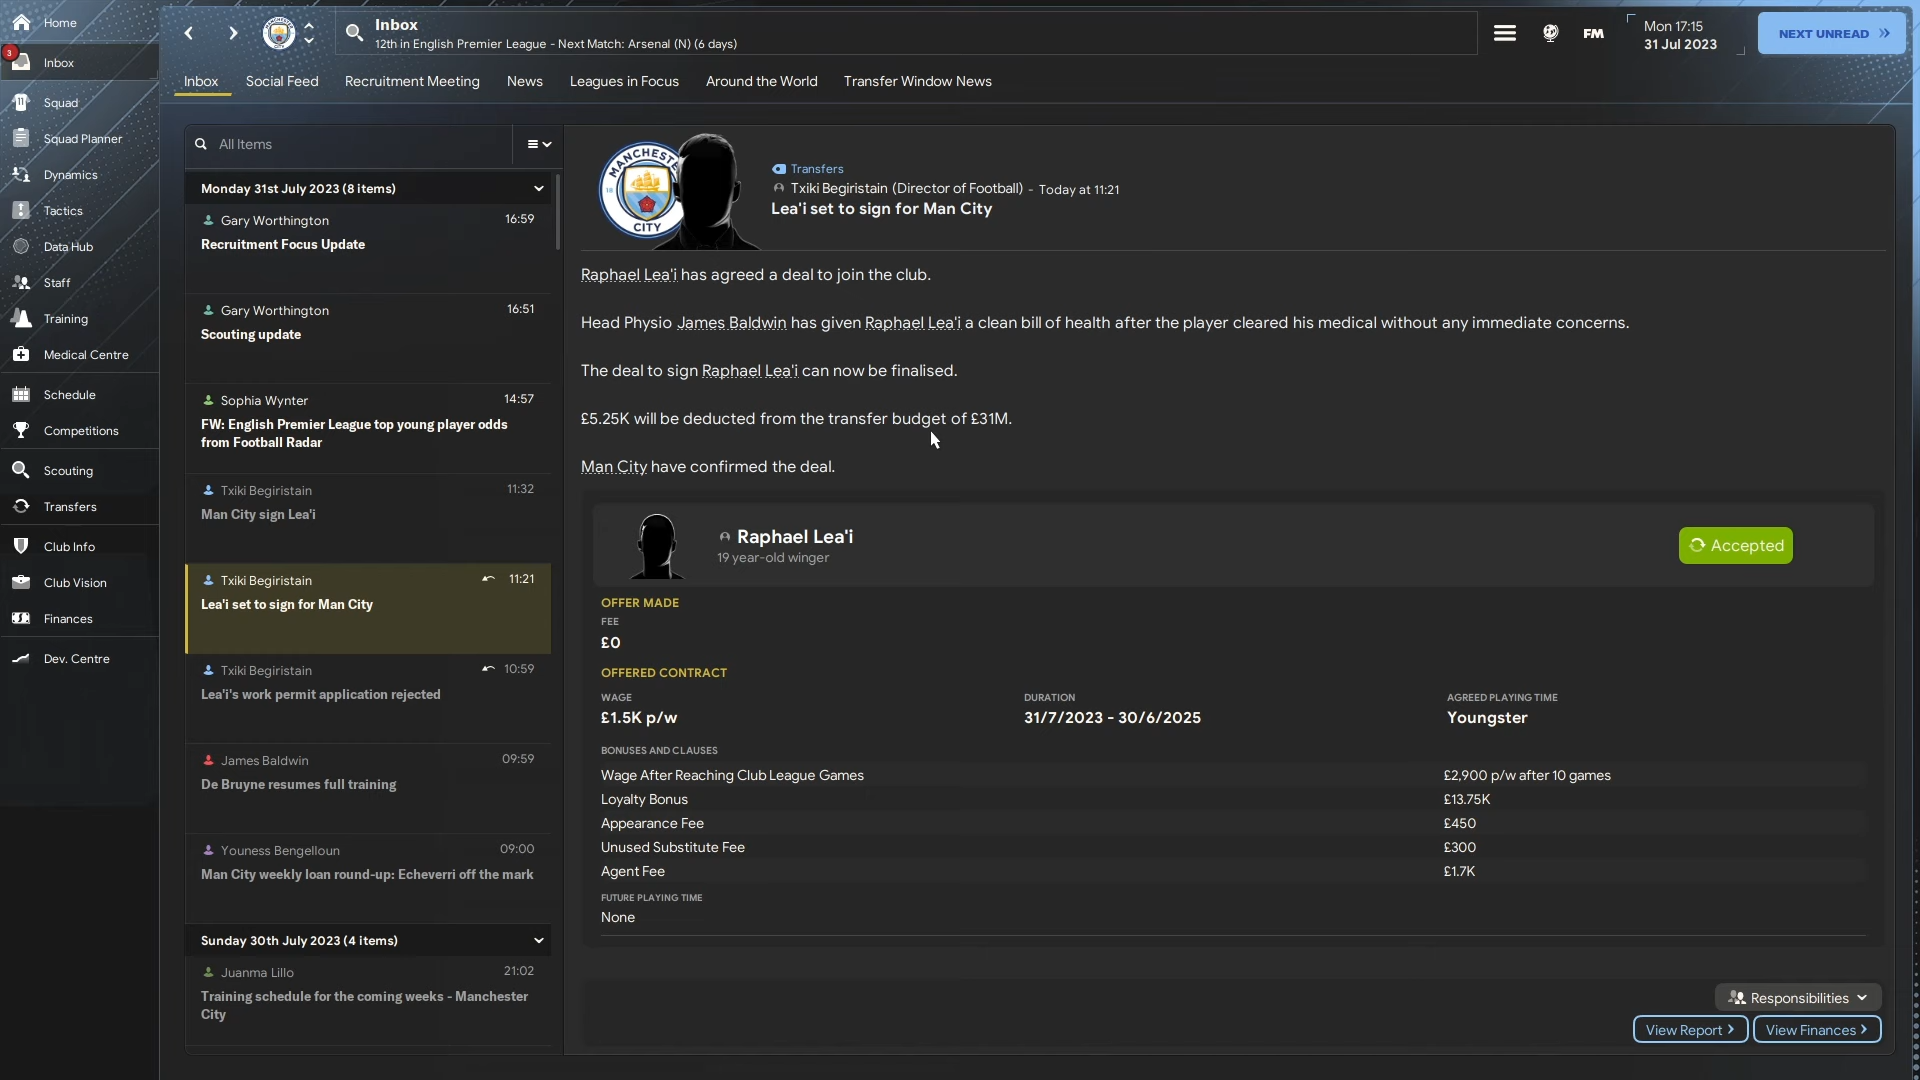 Home
3
Inbox
Squad
Squad Planner
Dynamics
Tactics
Data Hub
Staff
Training
Medical Centre
Schedule
Competitions
Scouting
Transfers
Club Info
Club Vision
Finances
Dev. Centre
Inbox
12th in English Premier League - Next Match: Arsenal (N) (6 days)
FM
Mon 17:15
31 Jul 2023
NEXT UNREAD
Inbox Social Feed Recruitment Meeting News Leagues in Focus Around the World Transfer Window News
All Items
Monday 31st July 2023 (8 items)
Gary Worthington 16:59
Recruitment Focus Update
Gary Worthington 16:51
Scouting update
Sophia Wynter 14:57
FW: English Premier League top young player odds
from Football Radar
Txiki Begiristain 11:32
Man City sign Lea'i
Txiki Begiristain 11:21
Lea'i set to sign for Man City
Txiki Begiristain 10:59
Lea'i's work permit application rejected
James Baldwin 09:59
De Bruyne resumes full training
Youness Bengelloun 09:00
Man City weekly loan round-up: Echeverri off the mark
Sunday 30th July 2023 (4 items)
Juanma Lillo 21:02
Training schedule for the coming weeks - Manchester
City
MANCHESTER
18
CITY
Transfers
Txiki Begiristain (Director of Football) - Today at 11:21
Lea'i set to sign for Man City
Raphael Lea'i has agreed a deal to join the club.
Head Physio James Baldwin has given Raphael Lea'i a clean bill of health after the player cleared his medical without any immediate concerns.
The deal to sign Raphael Lea'i can now be finalised.
£5.25K will be deducted from the transfer budget of £31M.
Man City have confirmed the deal.
Raphael Lea'i
19 year-old winger
Accepted
OFFER MADE
FEE
£0
OFFERED CONTRACT
WAGE DURATION AGREED PLAYING TIME
£1.5K p/w 31/7/2023 - 30/6/2025 Youngster
BONUSES AND CLAUSES
Wage After Reaching Club League Games £2,900 p/w after 10 games
Loyalty Bonus £13.75K
Appearance Fee £450
Unused Substitute Fee £300
Agent Fee £1.7K
FUTURE PLAYING TIME
None
Responsibilities
View Report View Finances